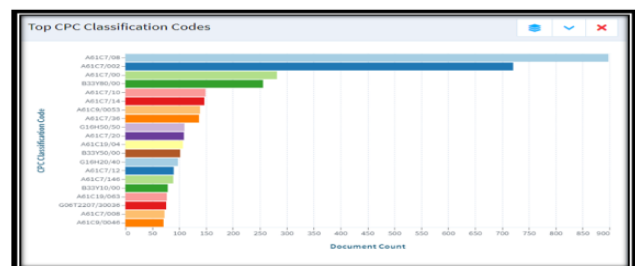 Top CPC Classification Codes
CPC Classification Code
A61C7/08
A61C7/002
A61C7/00
B33Y80/00
A61C7/10
A61C7/14
A61C9/0053
A61C7/36
G16H50/50
A61C7/20
A61C19/04
B33Y50/00
G16H20/40
A61C7/12
A61C7/146
B33Y10/00
A61C19/063
G06T2207/30036
A61C7/008
A61C9/0046
0 50 100 150 200 250 300 350 400 450 500 550 600 650 700 750 800 850 900
Document Count